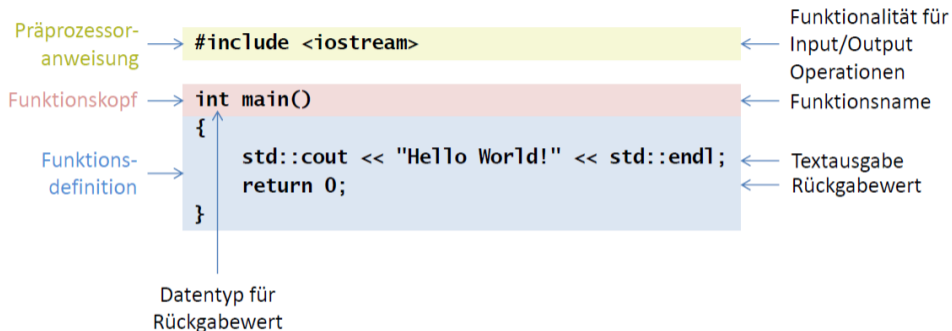 Präprozessor-
anweisung
#include <iostream>
Funktionalität für
Input/Output
Operationen
Funktionskopf
int main()
Funktionsname
{
Funktions-
definition
std::cout << "Hello World!" << std::endl;
return 0;
}
Textausgabe
Rückgabewert
Datentyp für
Rückgabewert